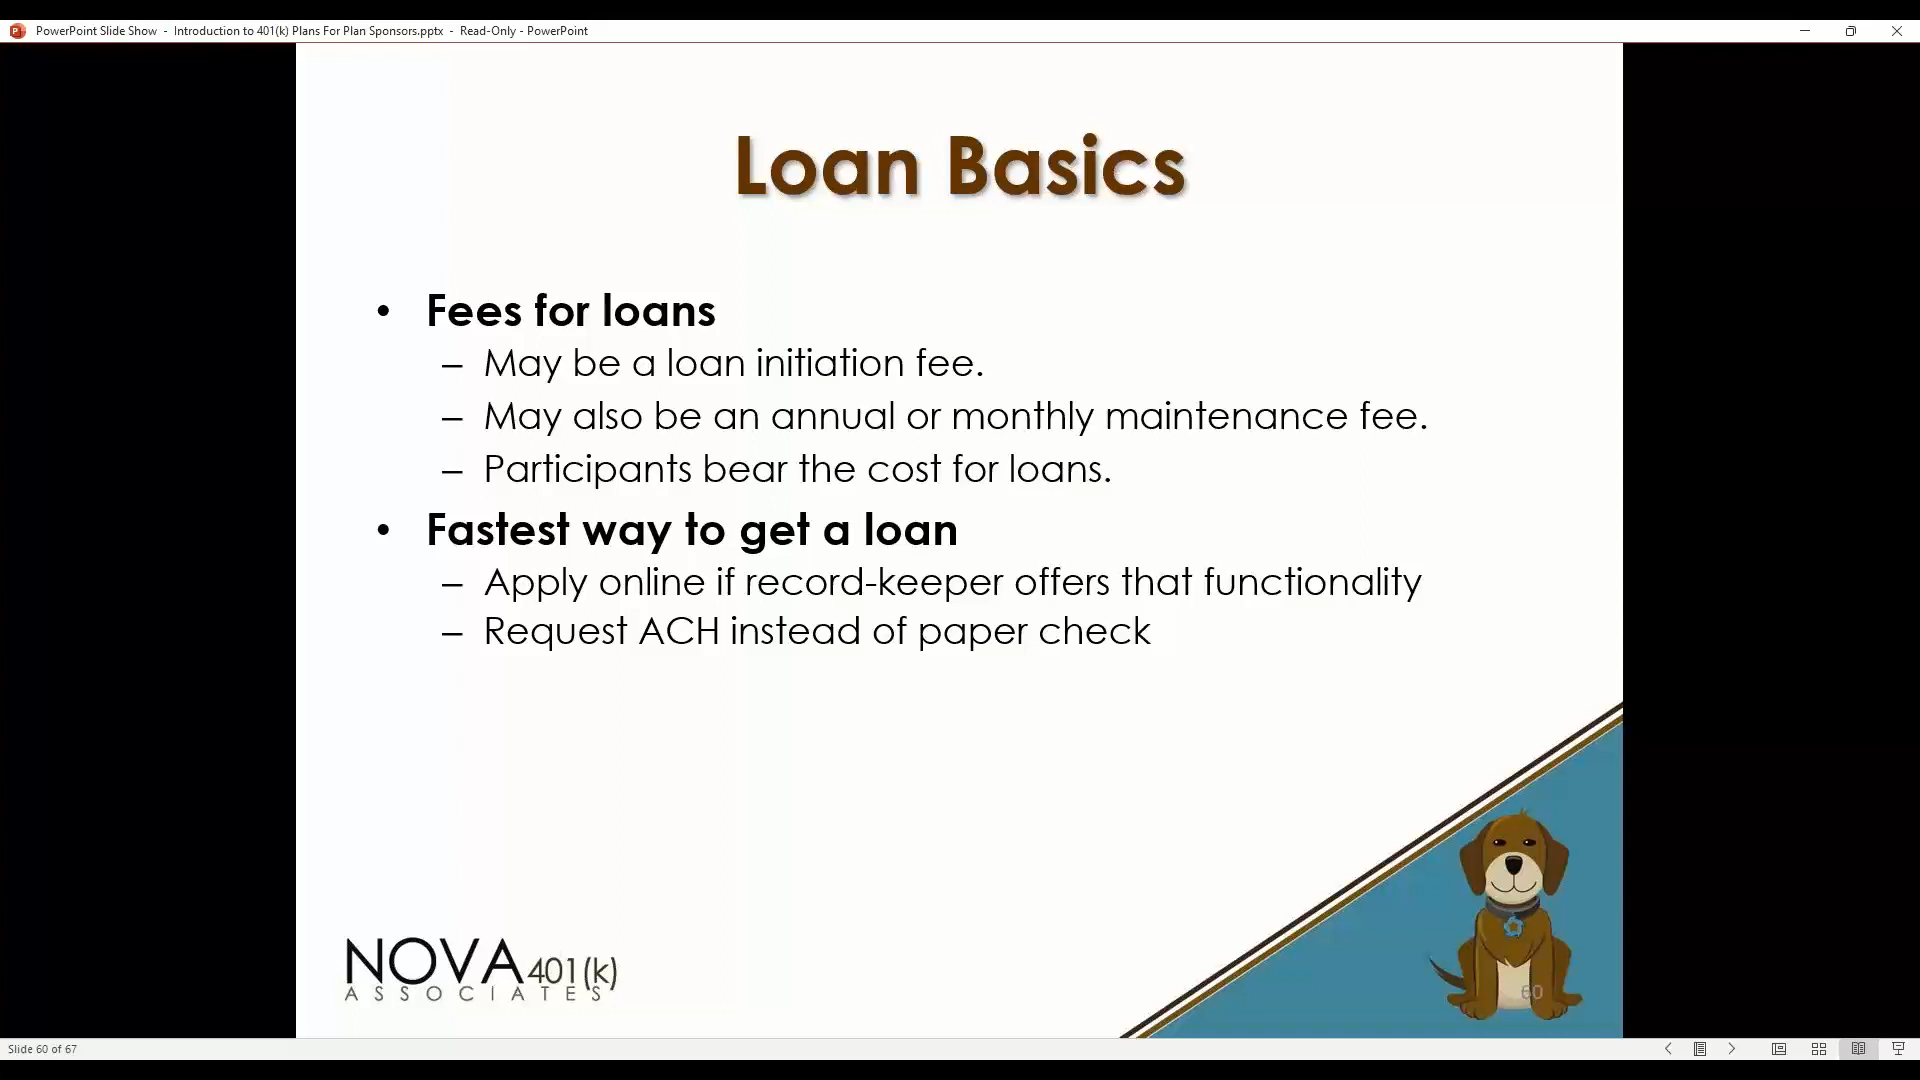 PowerPoint Slide Show - Introduction to 401(k) Plans For Plan Sponsors.pptx - Read-Only - PowerPoint
Loan Basics
• Fees for loans
– May be a loan initiation fee.
– May also be an annual or monthly maintenance fee.
– Participants bear the cost for loans.
• Fastest way to get a loan
– Apply online if record-keeper offers that functionality
– Request ACH instead of paper check
NOVA 401(k)
ASSOCIATES
60
Slide 60 of 67